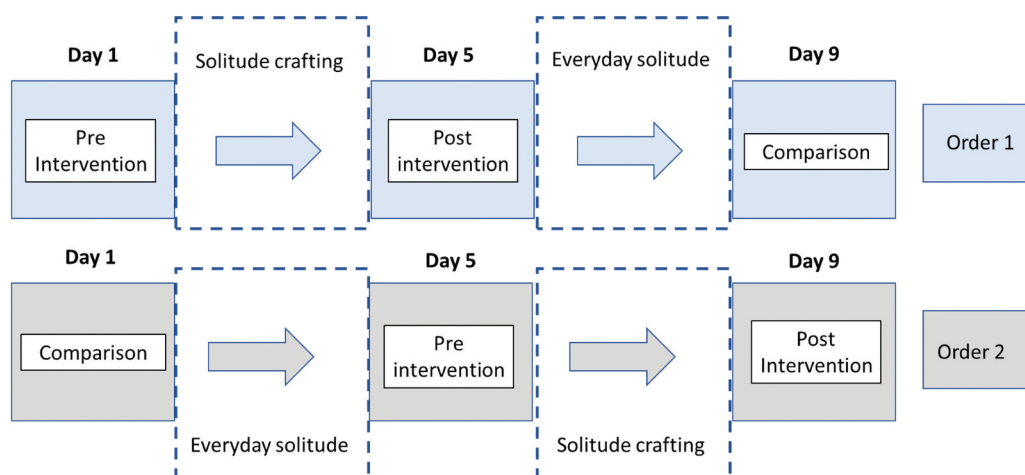 Day 1
Solitude crafting
Day 5
Everyday solitude
Day 9
Pre
Intervention
Post
intervention
Comparison
Order 1
Day 1
Day 5
Day 9
Comparison
Pre
intervention
Post
Intervention
Order 2
Everyday solitude
Solitude crafting